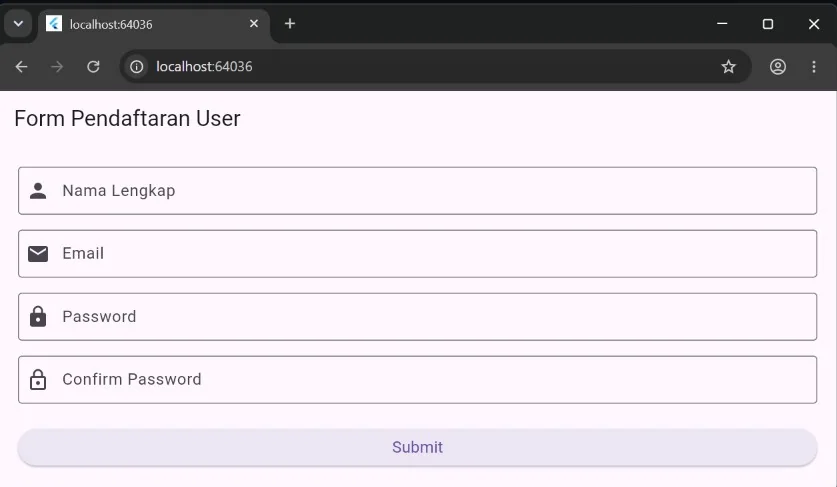 localhost:64036
localhost:64036
Form Pendaftaran User
Nama Lengkap
Email
Password
Confirm Password
Submit